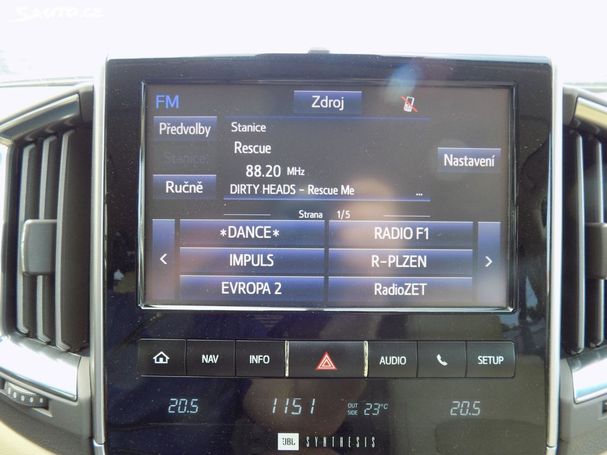 Sauto.cz
FM
Zdroj
Předvolby
Stanice
Stanice:
Rescue
Nastavení
88.20 MHz
Ručně
DIRTY HEADS - Rescue Me ...
Strana 1/5
*DANCE* RADIO F1
< IMPULS R-PLZEN >
EVROPA 2 RadioZET
NAV INFO AUDIO SETUP
20.5 11:51 OUT SIDE 23°C 20.5
JBL SYNTHESIS